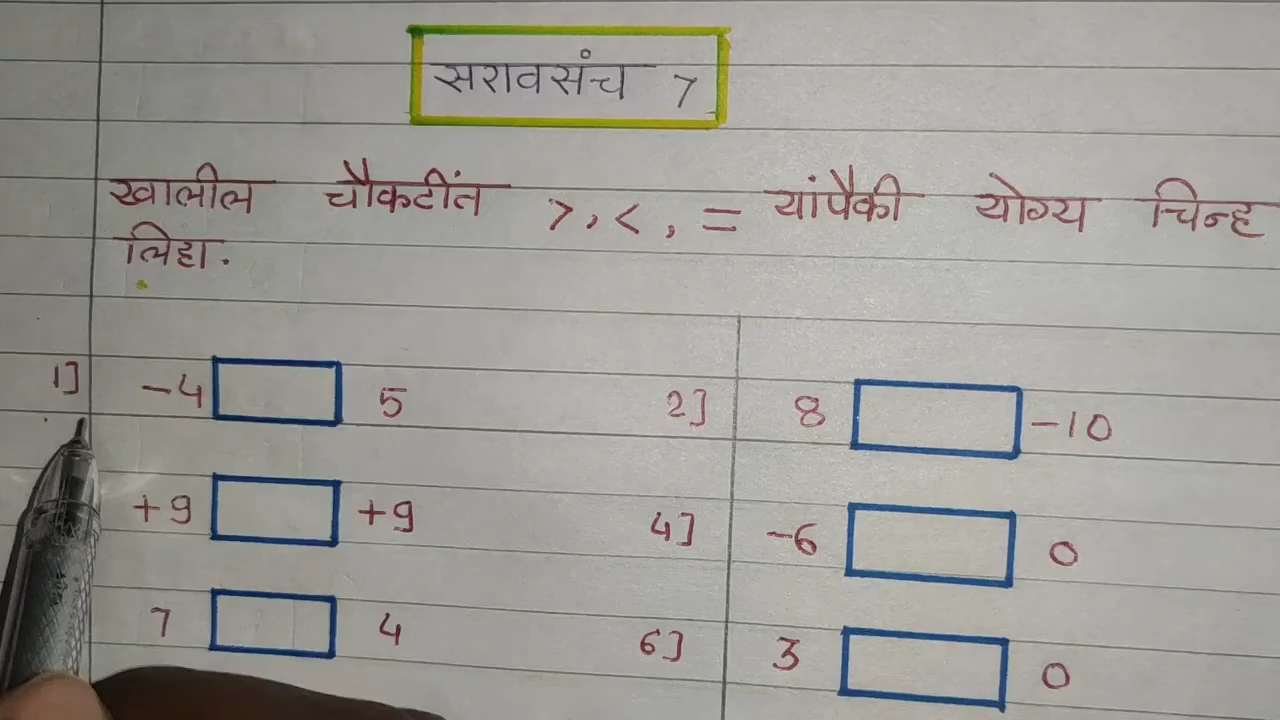 सरावसंच 7
खालील चौकटींत >, <, = यांपैकी योग्य चिन्ह
लिहा.
1] -4 5 2] 8 -10
+9 +9 4] -6 0
7 4 6] 3 0